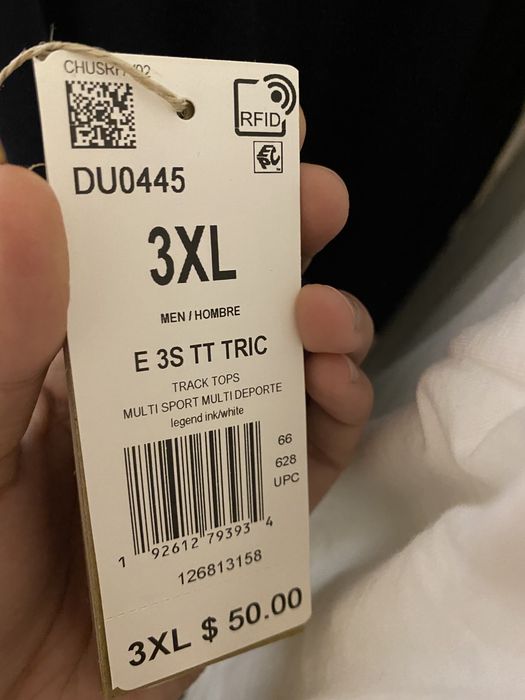 RFID
DU0445
3XL
MEN / HOMBRE
E 3S TT TRIC
TRACK TOPS
MULTI SPORT MULTI DEPORTE
legend ink/white
66
628
UPC
1 92612 79393 4
126813158
3XL $ 50.00